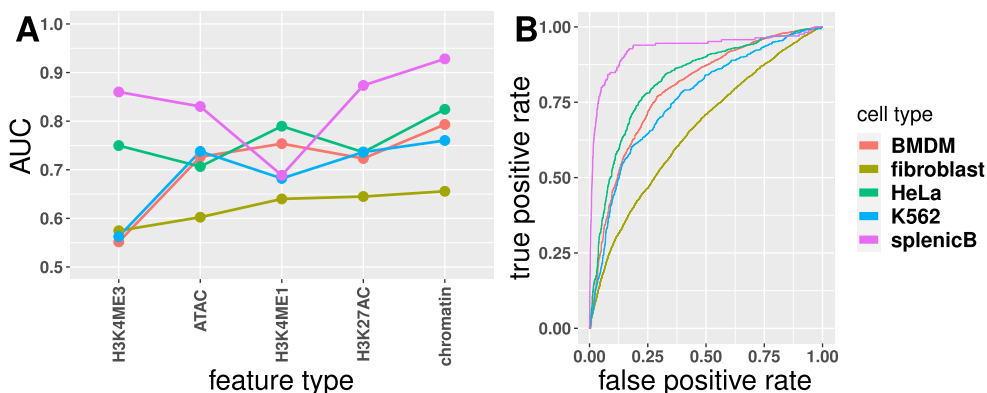 A
1.0
0.9
0.8
0.7
0.6
0.5
AUC
H3K4ME3
ATAC
H3K4ME1
H3K27AC
chromatin
feature type
B
1.00
0.75
0.50
0.25
0.00
true positive rate
0.00 0.25 0.50 0.75 1.00
false positive rate
cell type
BMDM
fibroblast
HeLa
K562
splenicB